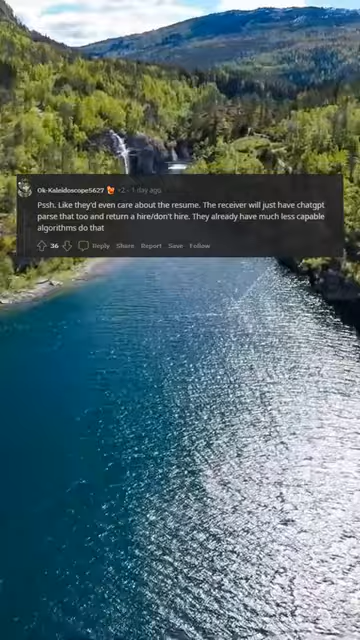 Ok-Kaleidoscope5627 +2 · 1 day ago
Pssh. Like they'd even care about the resume. The receiver will just have chatgpt
parse that too and return a hire/don't hire. They already have much less capable
algorithms do that
36 Reply Share Report Save Follow